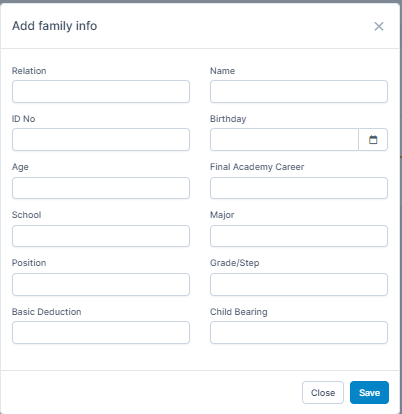 Add family info
Relation Name
ID No Birthday
Age Final Academy Career
School Major
Position Grade/Step
Basic Deduction Child Bearing
Close Save